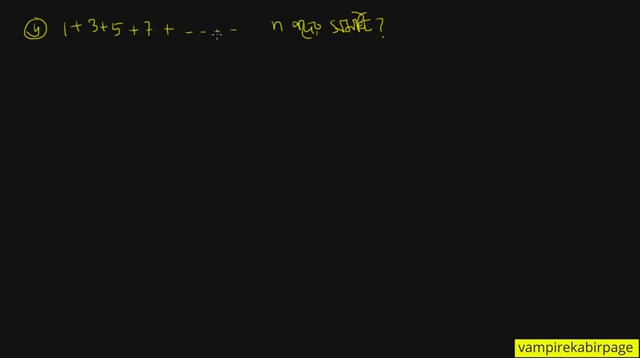 (4) 1 + 3 + 5 + 7 + ------ n পদের সমষ্টি ?
vampirekabirpage